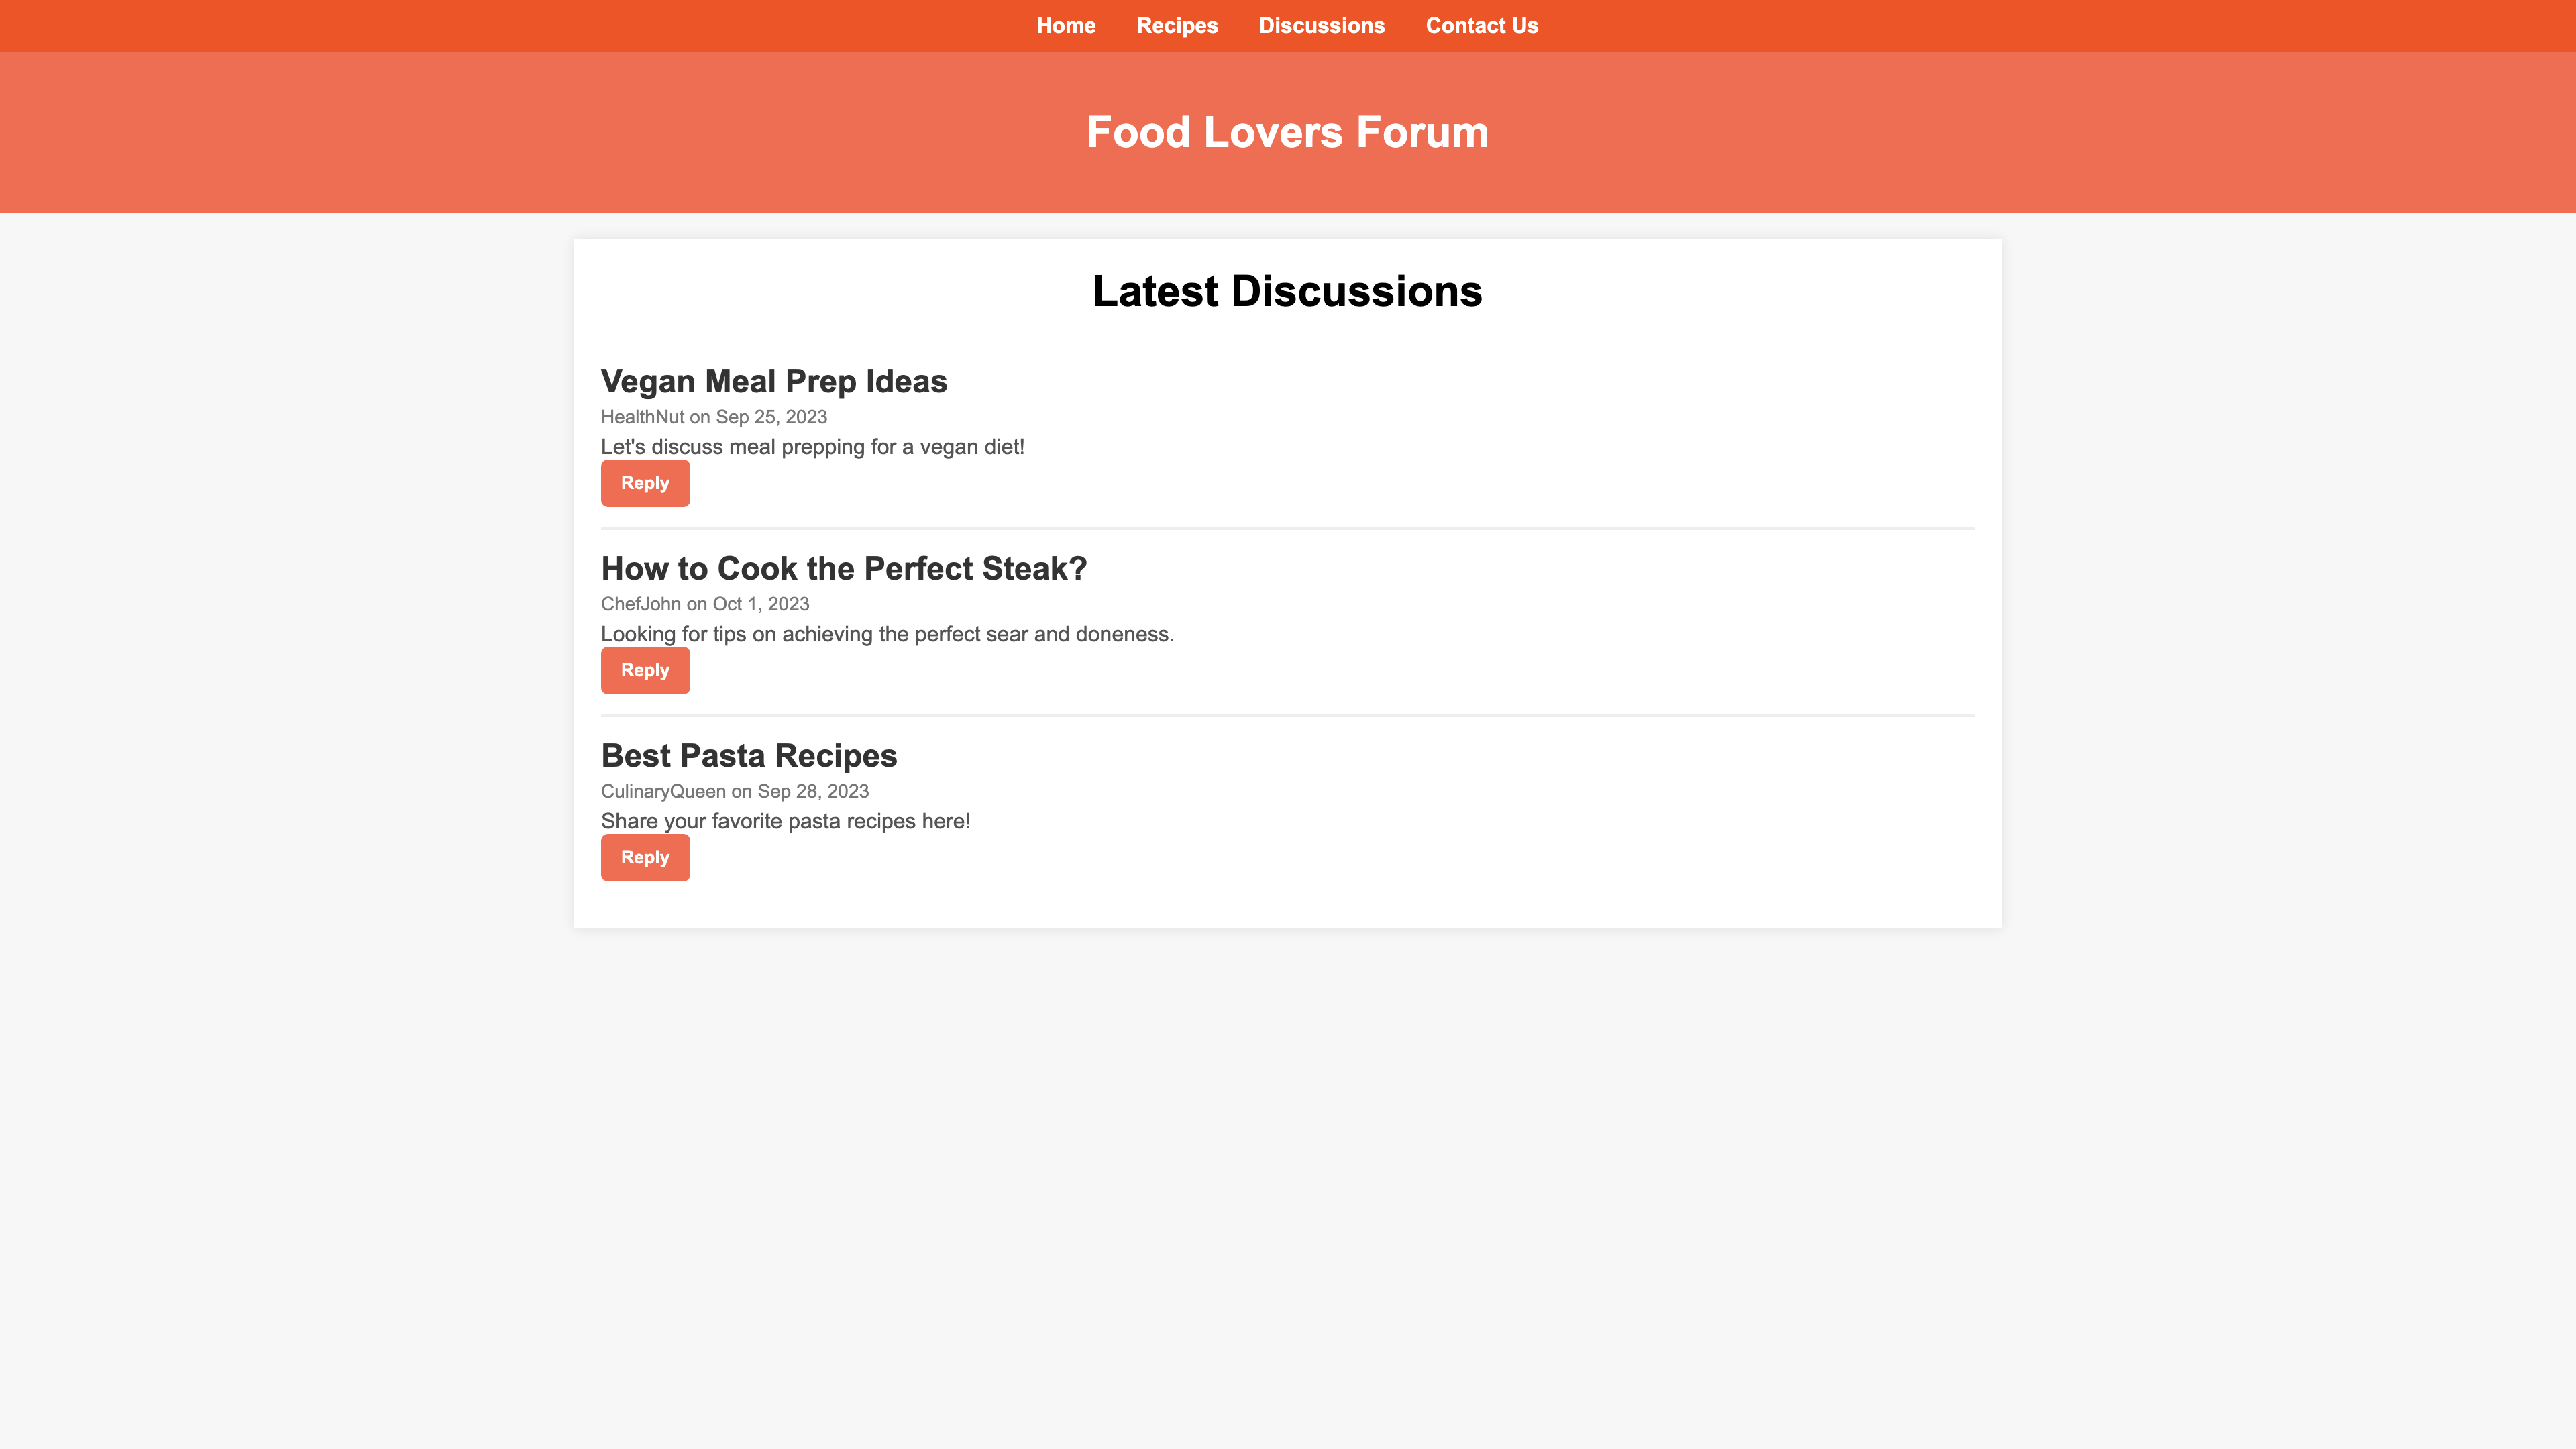 Home Recipes Discussions Contact Us
Food Lovers Forum
Latest Discussions
Vegan Meal Prep Ideas
HealthNut on Sep 25, 2023
Let's discuss meal prepping for a vegan diet!
Reply
How to Cook the Perfect Steak?
ChefJohn on Oct 1, 2023
Looking for tips on achieving the perfect sear and doneness.
Reply
Best Pasta Recipes
CulinaryQueen on Sep 28, 2023
Share your favorite pasta recipes here!
Reply